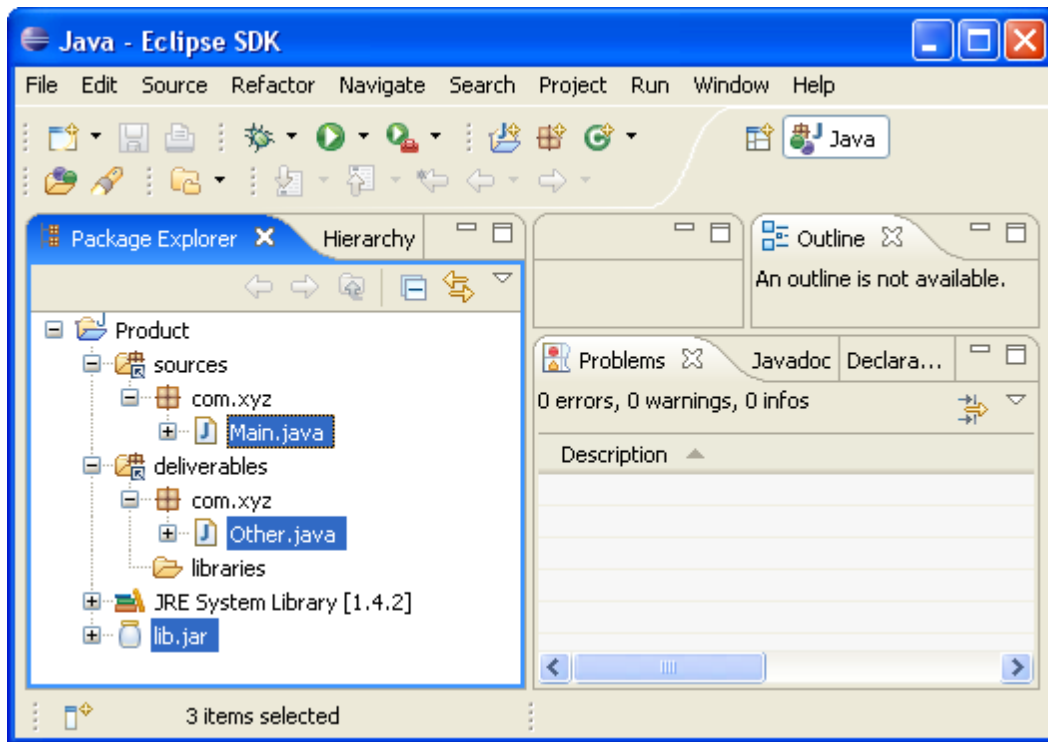 Java - Eclipse SDK
File Edit Source Refactor Navigate Search Project Run Window Help
Java
Package Explorer Hierarchy
Outline
An outline is not available.
Product
sources
com.xyz
Main.java
deliverables
com.xyz
Other.java
libraries
JRE System Library [1.4.2]
lib.jar
Problems Javadoc Declara...
0 errors, 0 warnings, 0 infos
Description
3 items selected